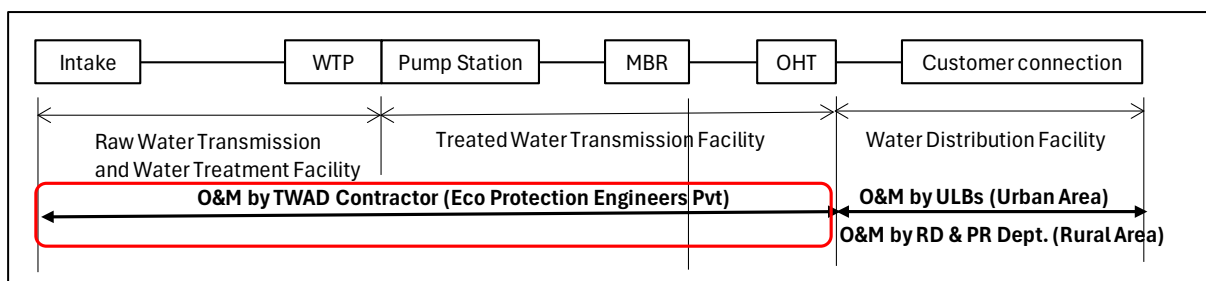 Intake
WTP
Pump Station
MBR
OHT
Customer connection
Raw Water Transmission
and Water Treatment Facility
Treated Water Transmission Facility
Water Distribution Facility
O&M by TWAD Contractor (Eco Protection Engineers Pvt)
O&M by ULBs (Urban Area)
O&M by RD & PR Dept. (Rural Area)